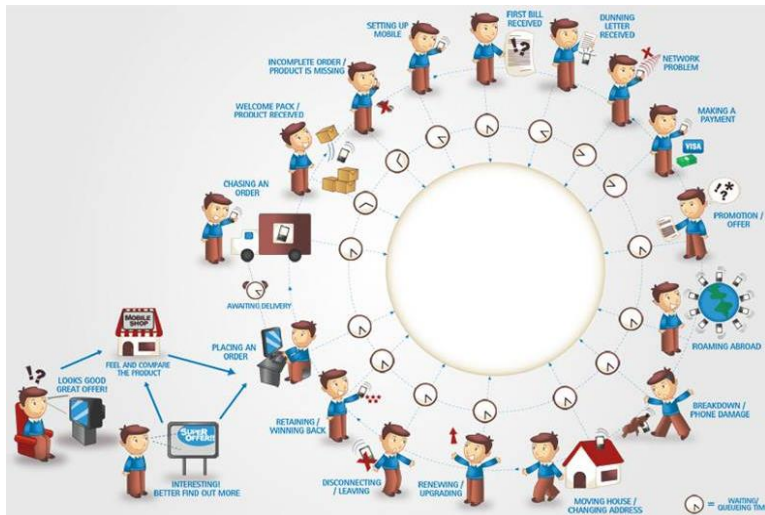 FIRST BILL
RECEIVED
DUNNING
LETTER
RECEIVED
SETTING UP
MOBILE
NETWORK
PROBLEM
INCOMPLETE ORDER /
PRODUCT IS MISSING
!?
WELCOME PACK /
PRODUCT RECEIVED
MAKING A
PAYMENT
VISA
CHASING AN
ORDER
!?*
PROMOTION /
OFFER
AWAITING DELIVERY
MOBILE
SHOP
PLACING AN
ORDER
ROAMING ABROAD
FEEL AND COMPARE
THE PRODUCT
!?
LOOKS GOOD
GREAT OFFER!
SUPER
OFFER!!
RETAINING /
WINNING BACK
BREAKDOWN /
PHONE DAMAGE
INTERESTING!
BETTER FIND OUT MORE
DISCONNECTING
/ LEAVING
RENEWING /
UPGRADING
MOVING HOUSE /
CHANGING ADDRESS
= WAITING/
QUEUEING TIM